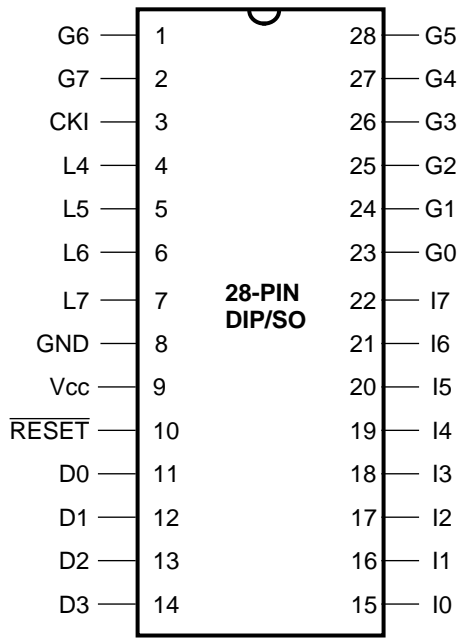 G6 1 28 G5
G7 2 27 G4
CKI 3 26 G3
L4 4 25 G2
L5 5 24 G1
L6 6 23 G0
L7 7 28-PIN 22 I7
DIP/SO
GND 8 21 I6
Vcc 9 20 I5
RESET 10 19 I4
D0 11 18 I3
D1 12 17 I2
D2 13 16 I1
D3 14 15 I0